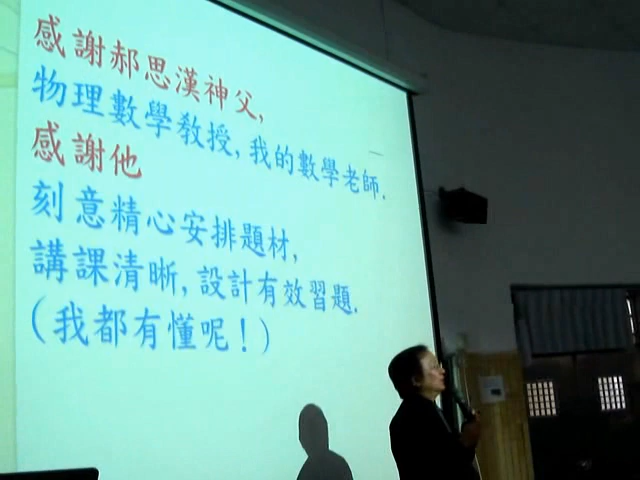 感謝郝思漢神父,
物理數學教授,我的數學老師.
感謝他
刻意精心安排題材,
講課清晰,設計有效習題.
(我都有懂呢!)